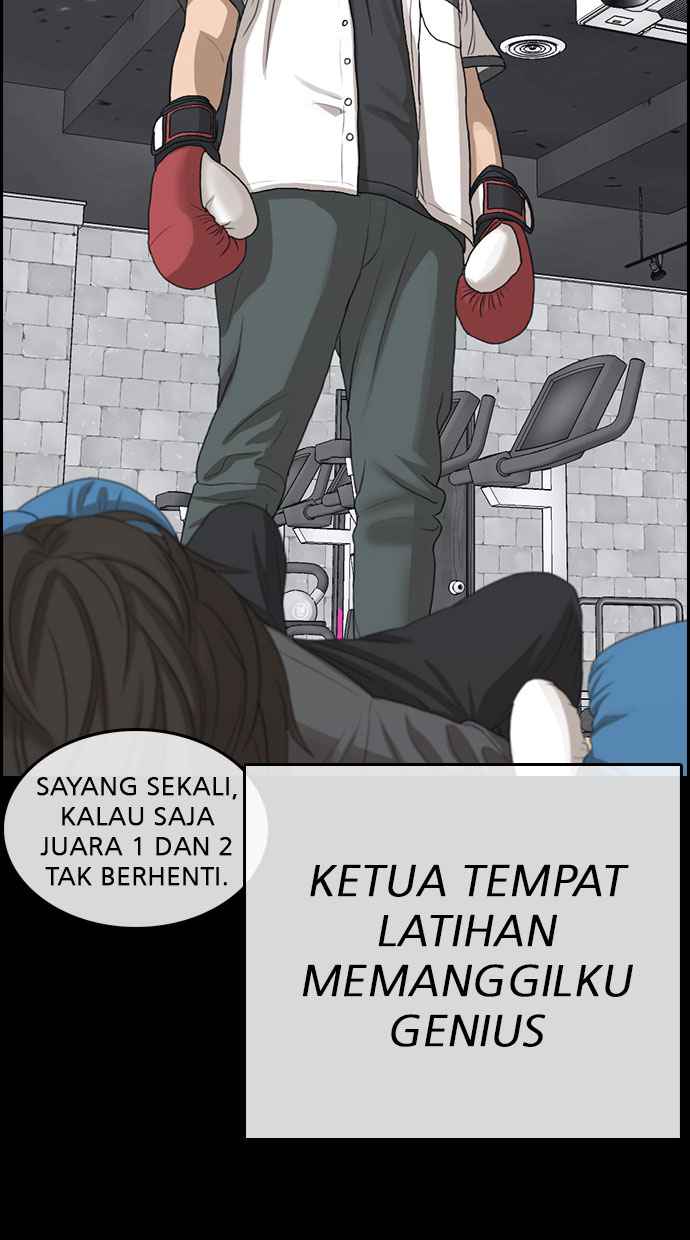 SAYANG SEKALI,
KALAU SAJA
JUARA 1 DAN 2
TAK BERHENTI.
KETUA TEMPAT
LATIHAN
MEMANGGILKU
GENIUS